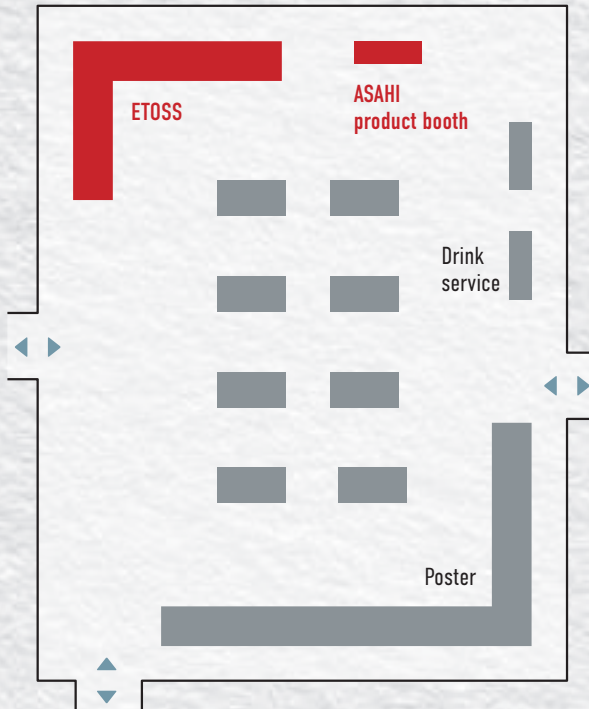 ETOSS
ASAHI
product booth
Drink
service
Poster